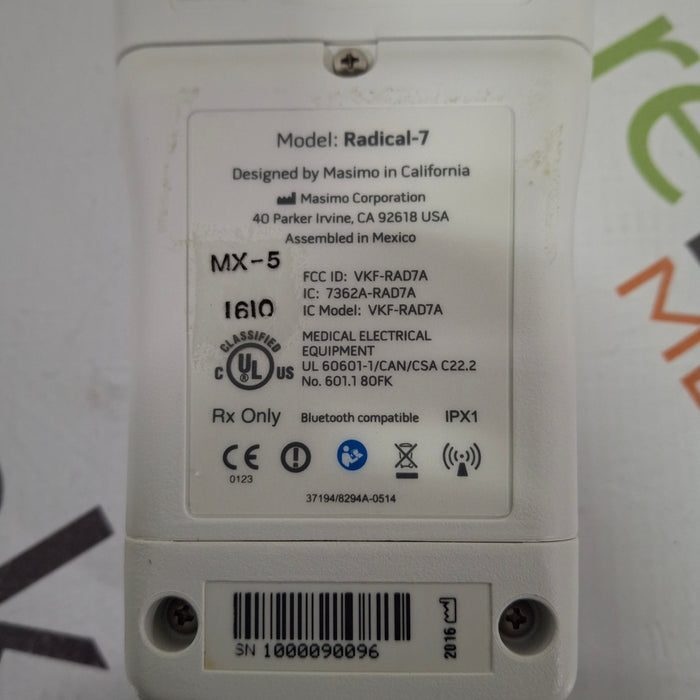 Model: Radical-7
Designed by Masimo in California
Masimo Corporation
40 Parker Irvine, CA 92618 USA
Assembled in Mexico
MX-5
FCC ID: VKF-RAD7A
IC: 7362A-RAD7A
1610
IC Model: VKF-RAD7A
CLASSIFIED
C UL US
MEDICAL ELECTRICAL
EQUIPMENT
UL 60601-1/CAN/CSA C22.2
No. 601.1 80FK
Rx Only Bluetooth compatible IPX1
CE
0123
37194/8294A-0514
SN 1000090096
2016
re
ME